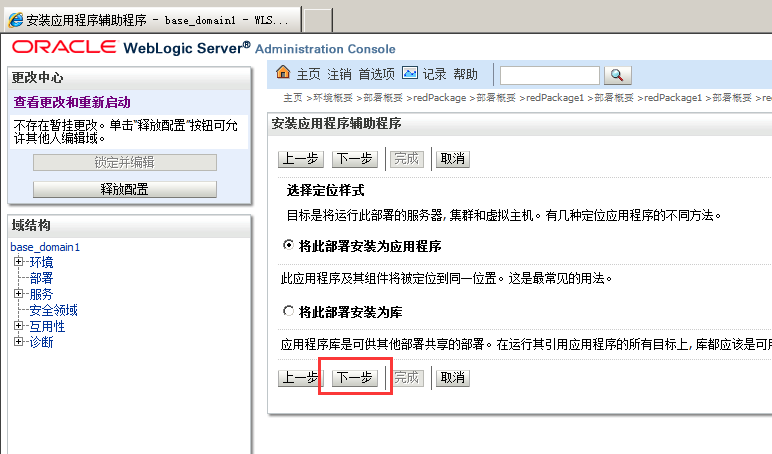 安装应用程序辅助程序 - base_domain1 - WLS...
ORACLE WebLogic Server® Administration Console
更改中心
查看更改和重新启动
不存在暂挂更改。单击"释放配置"按钮可允
许其他人编辑域。
锁定并编辑
释放配置
域结构
base_domain1
环境
部署
服务
安全领域
互用性
诊断
主页 注销 首选项 记录 帮助
主页 >环境概要 >部署概要 >redPackage >部署概要 >redPackage1 >部署概要 >redPackage1 >部署概要 >re
安装应用程序辅助程序
上一步 下一步 完成 取消
选择定位样式
目标是将运行此部署的服务器, 集群和虚拟主机。有几种定位应用程序的不同方法。
将此部署安装为应用程序
此应用程序及其组件将被定位到同一位置。这是最常见的用法。
将此部署安装为库
应用程序库是可供其他部署共享的部署。在运行其引用应用程序的所有目标上, 库都应该是可用
上一步 下一步 完成 取消